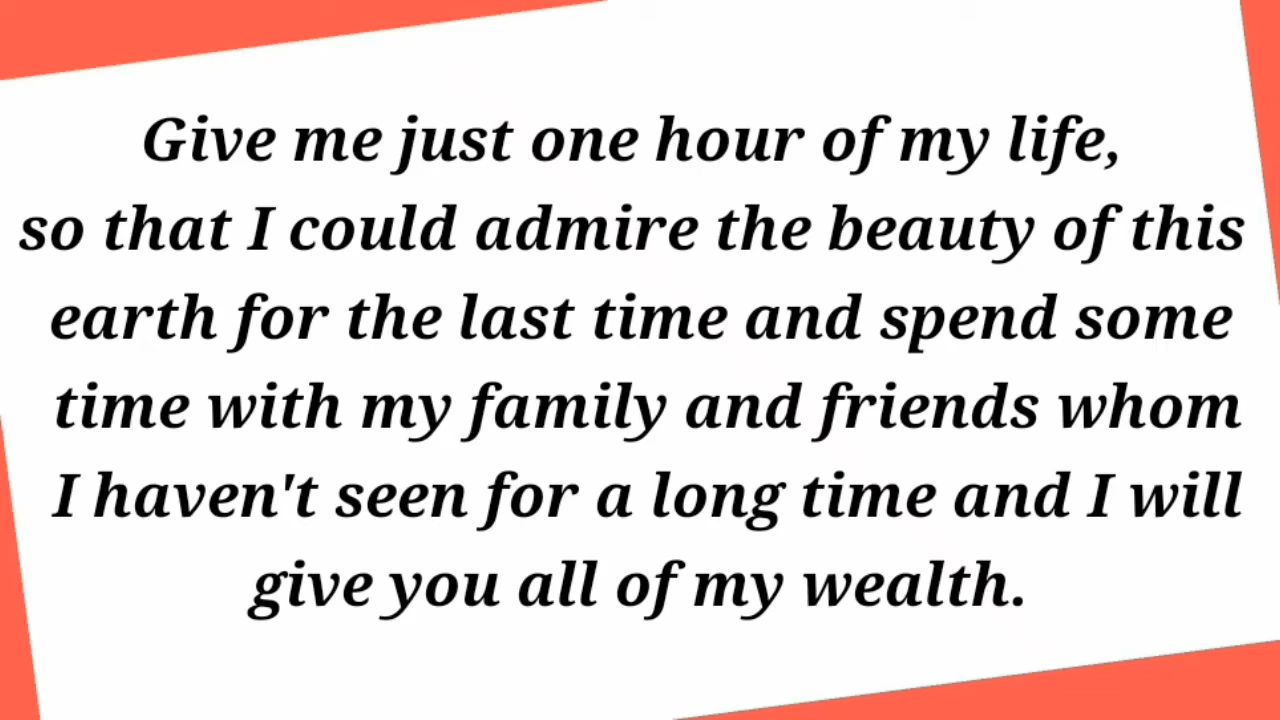 Give me just one hour of my life,
so that I could admire the beauty of this
earth for the last time and spend some
time with my family and friends whom
I haven't seen for a long time and I will
give you all of my wealth.